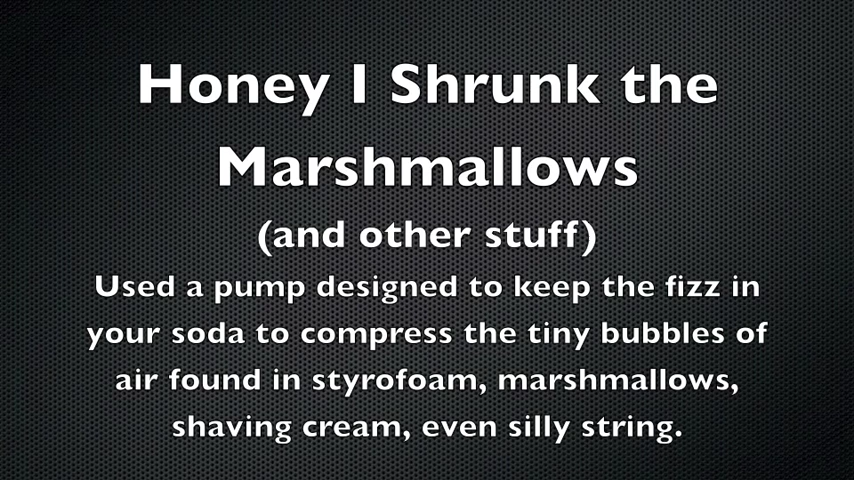 Honey I Shrunk the
Marshmallows
(and other stuff)
Used a pump designed to keep the fizz in
your soda to compress the tiny bubbles of
air found in styrofoam, marshmallows,
shaving cream, even silly string.